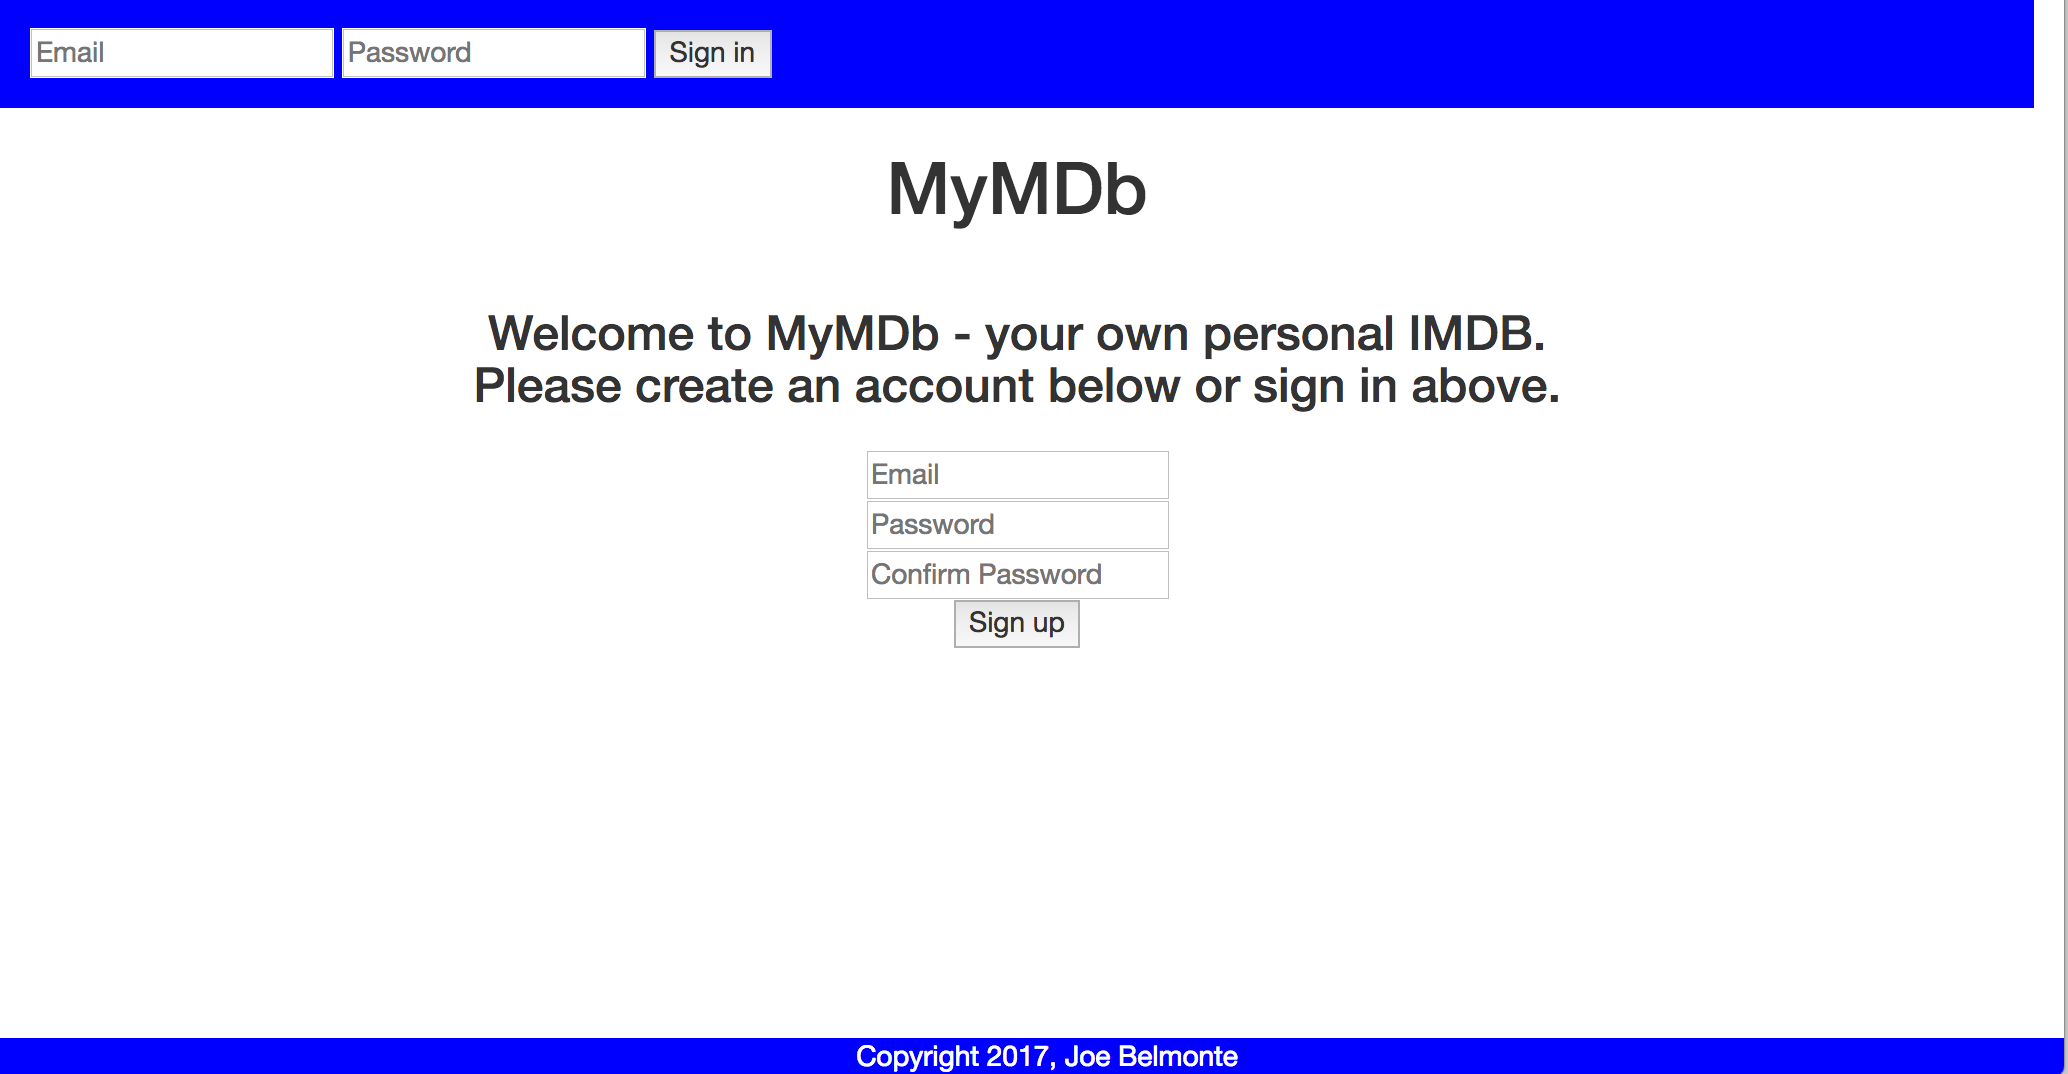 Email Password Sign in
MyMDb
Welcome to MyMDb - your own personal IMDB.
Please create an account below or sign in above.
Email
Password
Confirm Password
Sign up
Copyright 2017, Joe Belmonte